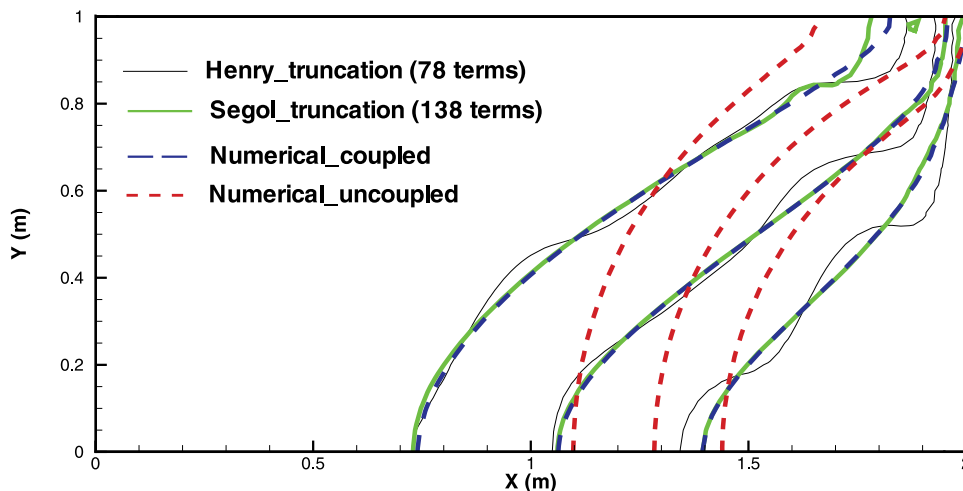 1
0.8
0.6
0.4
0.2
0
Y (m)
Henry_truncation (78 terms)
Segol_truncation (138 terms)
Numerical_coupled
Numerical_uncoupled
0 0.5 1 1.5 2
X (m)